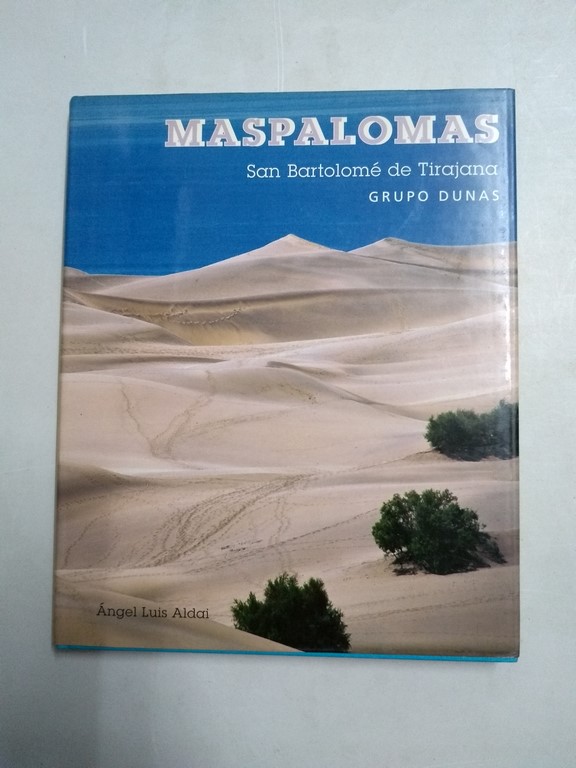 MASPALOMAS
San Bartolomé de Tirajana
GRUPO DUNAS
Ángel Luis Aldai